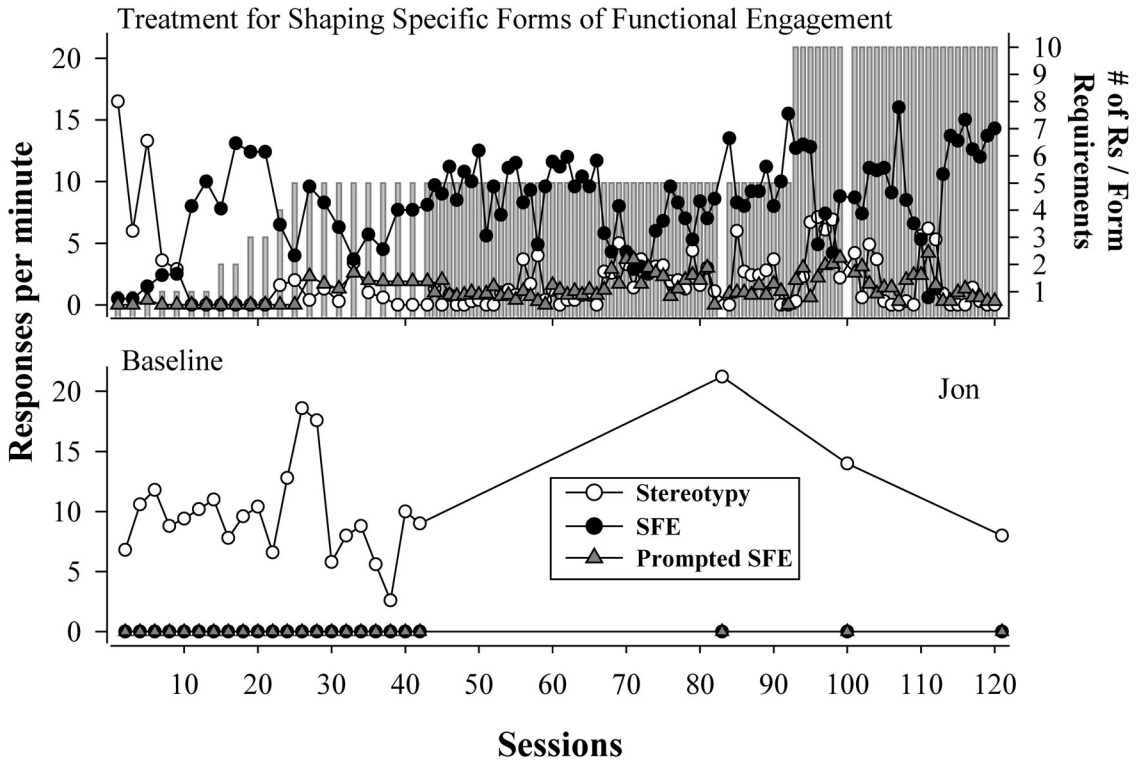 Treatment for Shaping Specific Forms of Functional Engagement
Responses per minute
20
15
10
5
0
10
9
8
7
6
5
4
3
2
1
# of Rs / Form
Requirements
Baseline
Jon
20
15
10
5
0
Stereotypy
SFE
Prompted SFE
10 20 30 40 50 60 70 80 90 100 110 120
Sessions